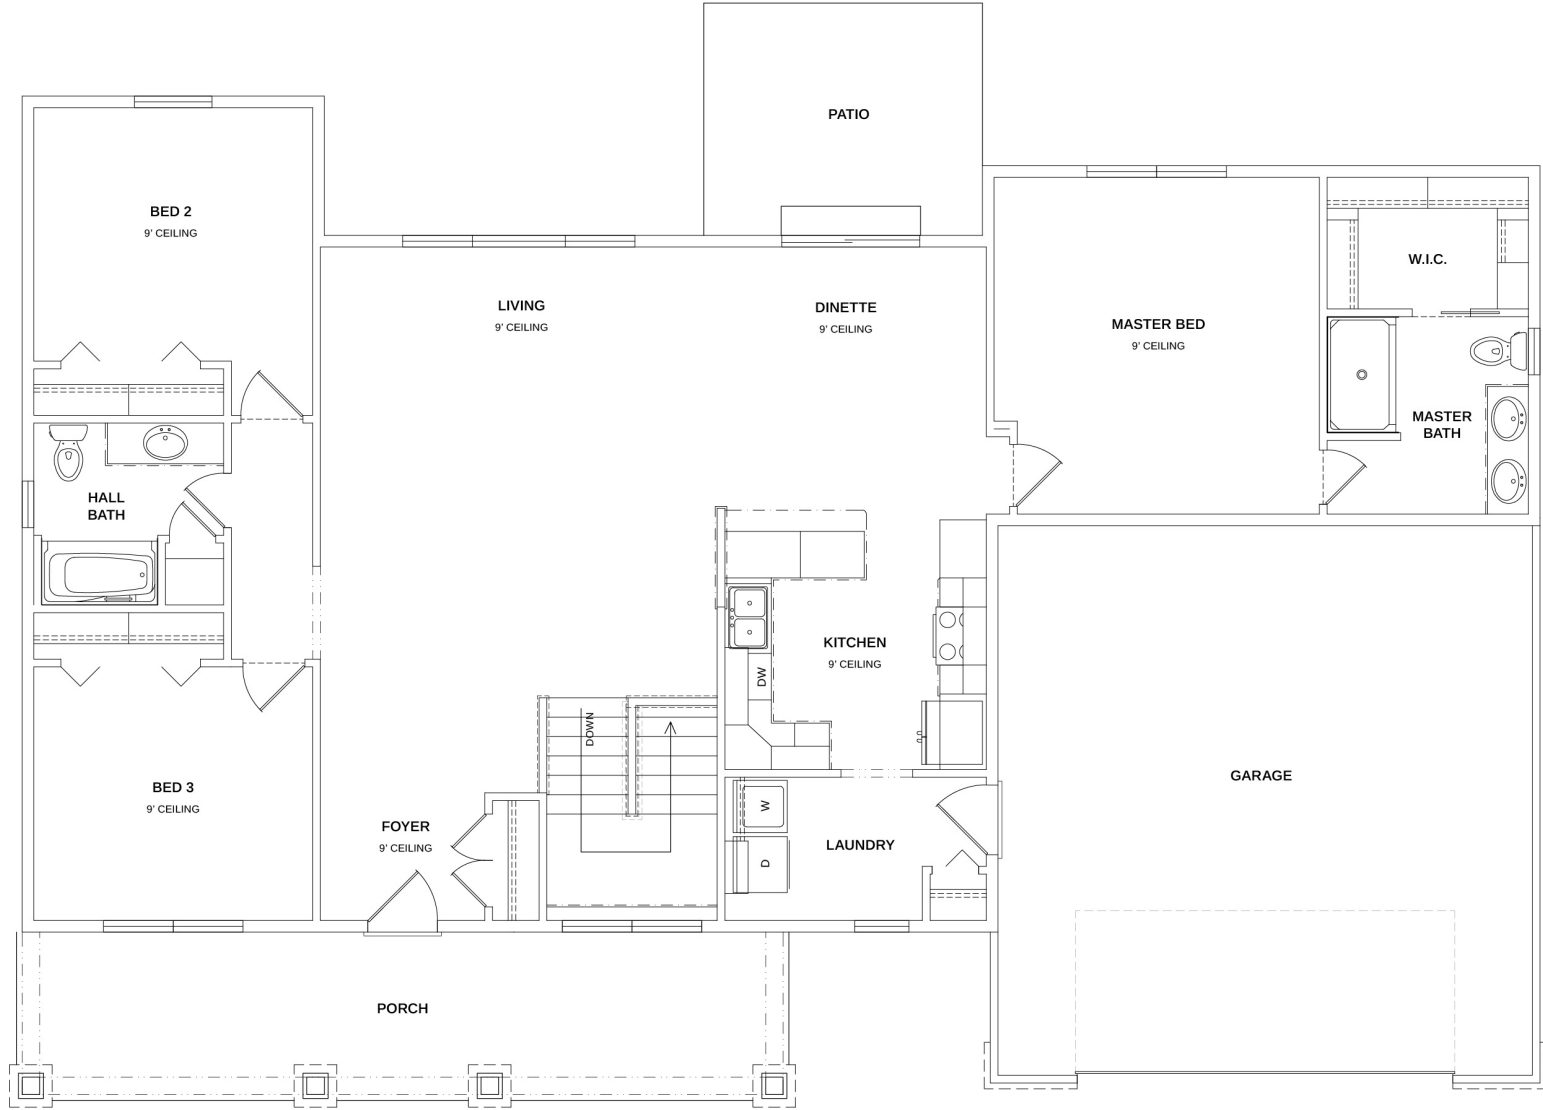 PATIO
BED 2
9' CEILING
W.I.C.
LIVING
9' CEILING
DINETTE
9' CEILING
MASTER BED
9' CEILING
MASTER
BATH
HALL
BATH
KITCHEN
9' CEILING
DW
DOWN
BED 3
9' CEILING
GARAGE
W
FOYER
9' CEILING
LAUNDRY
D
PORCH